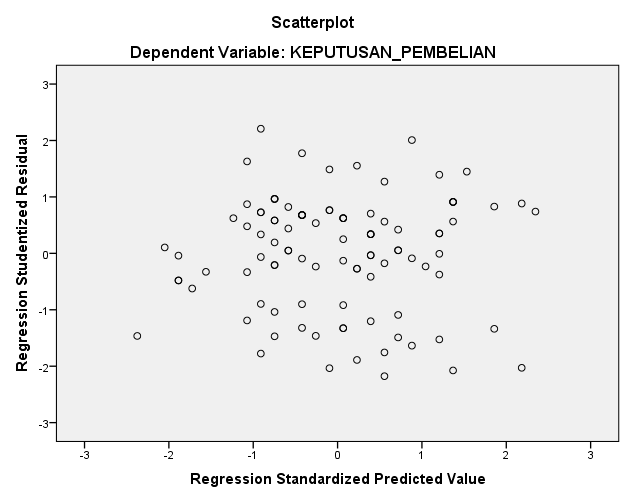 Scatterplot
Dependent Variable: KEPUTUSAN_PEMBELIAN
Regression Studentized Residual
3
2
1
0
-1
-2
-3
-3 -2 -1 0 1 2 3
Regression Standardized Predicted Value